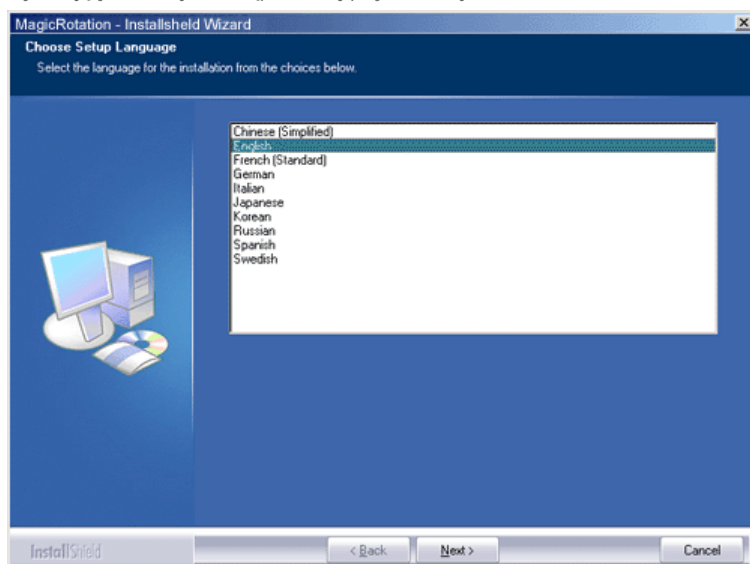 MagicRotation - Installsheld Wizard
Choose Setup Language
Select the language for the installation from the choices below.
Chinese (Simplified)
English
French (Standard)
German
Italian
Japanese
Korean
Russian
Spanish
Swedish
InstallShield
< Back
Next >
Cancel